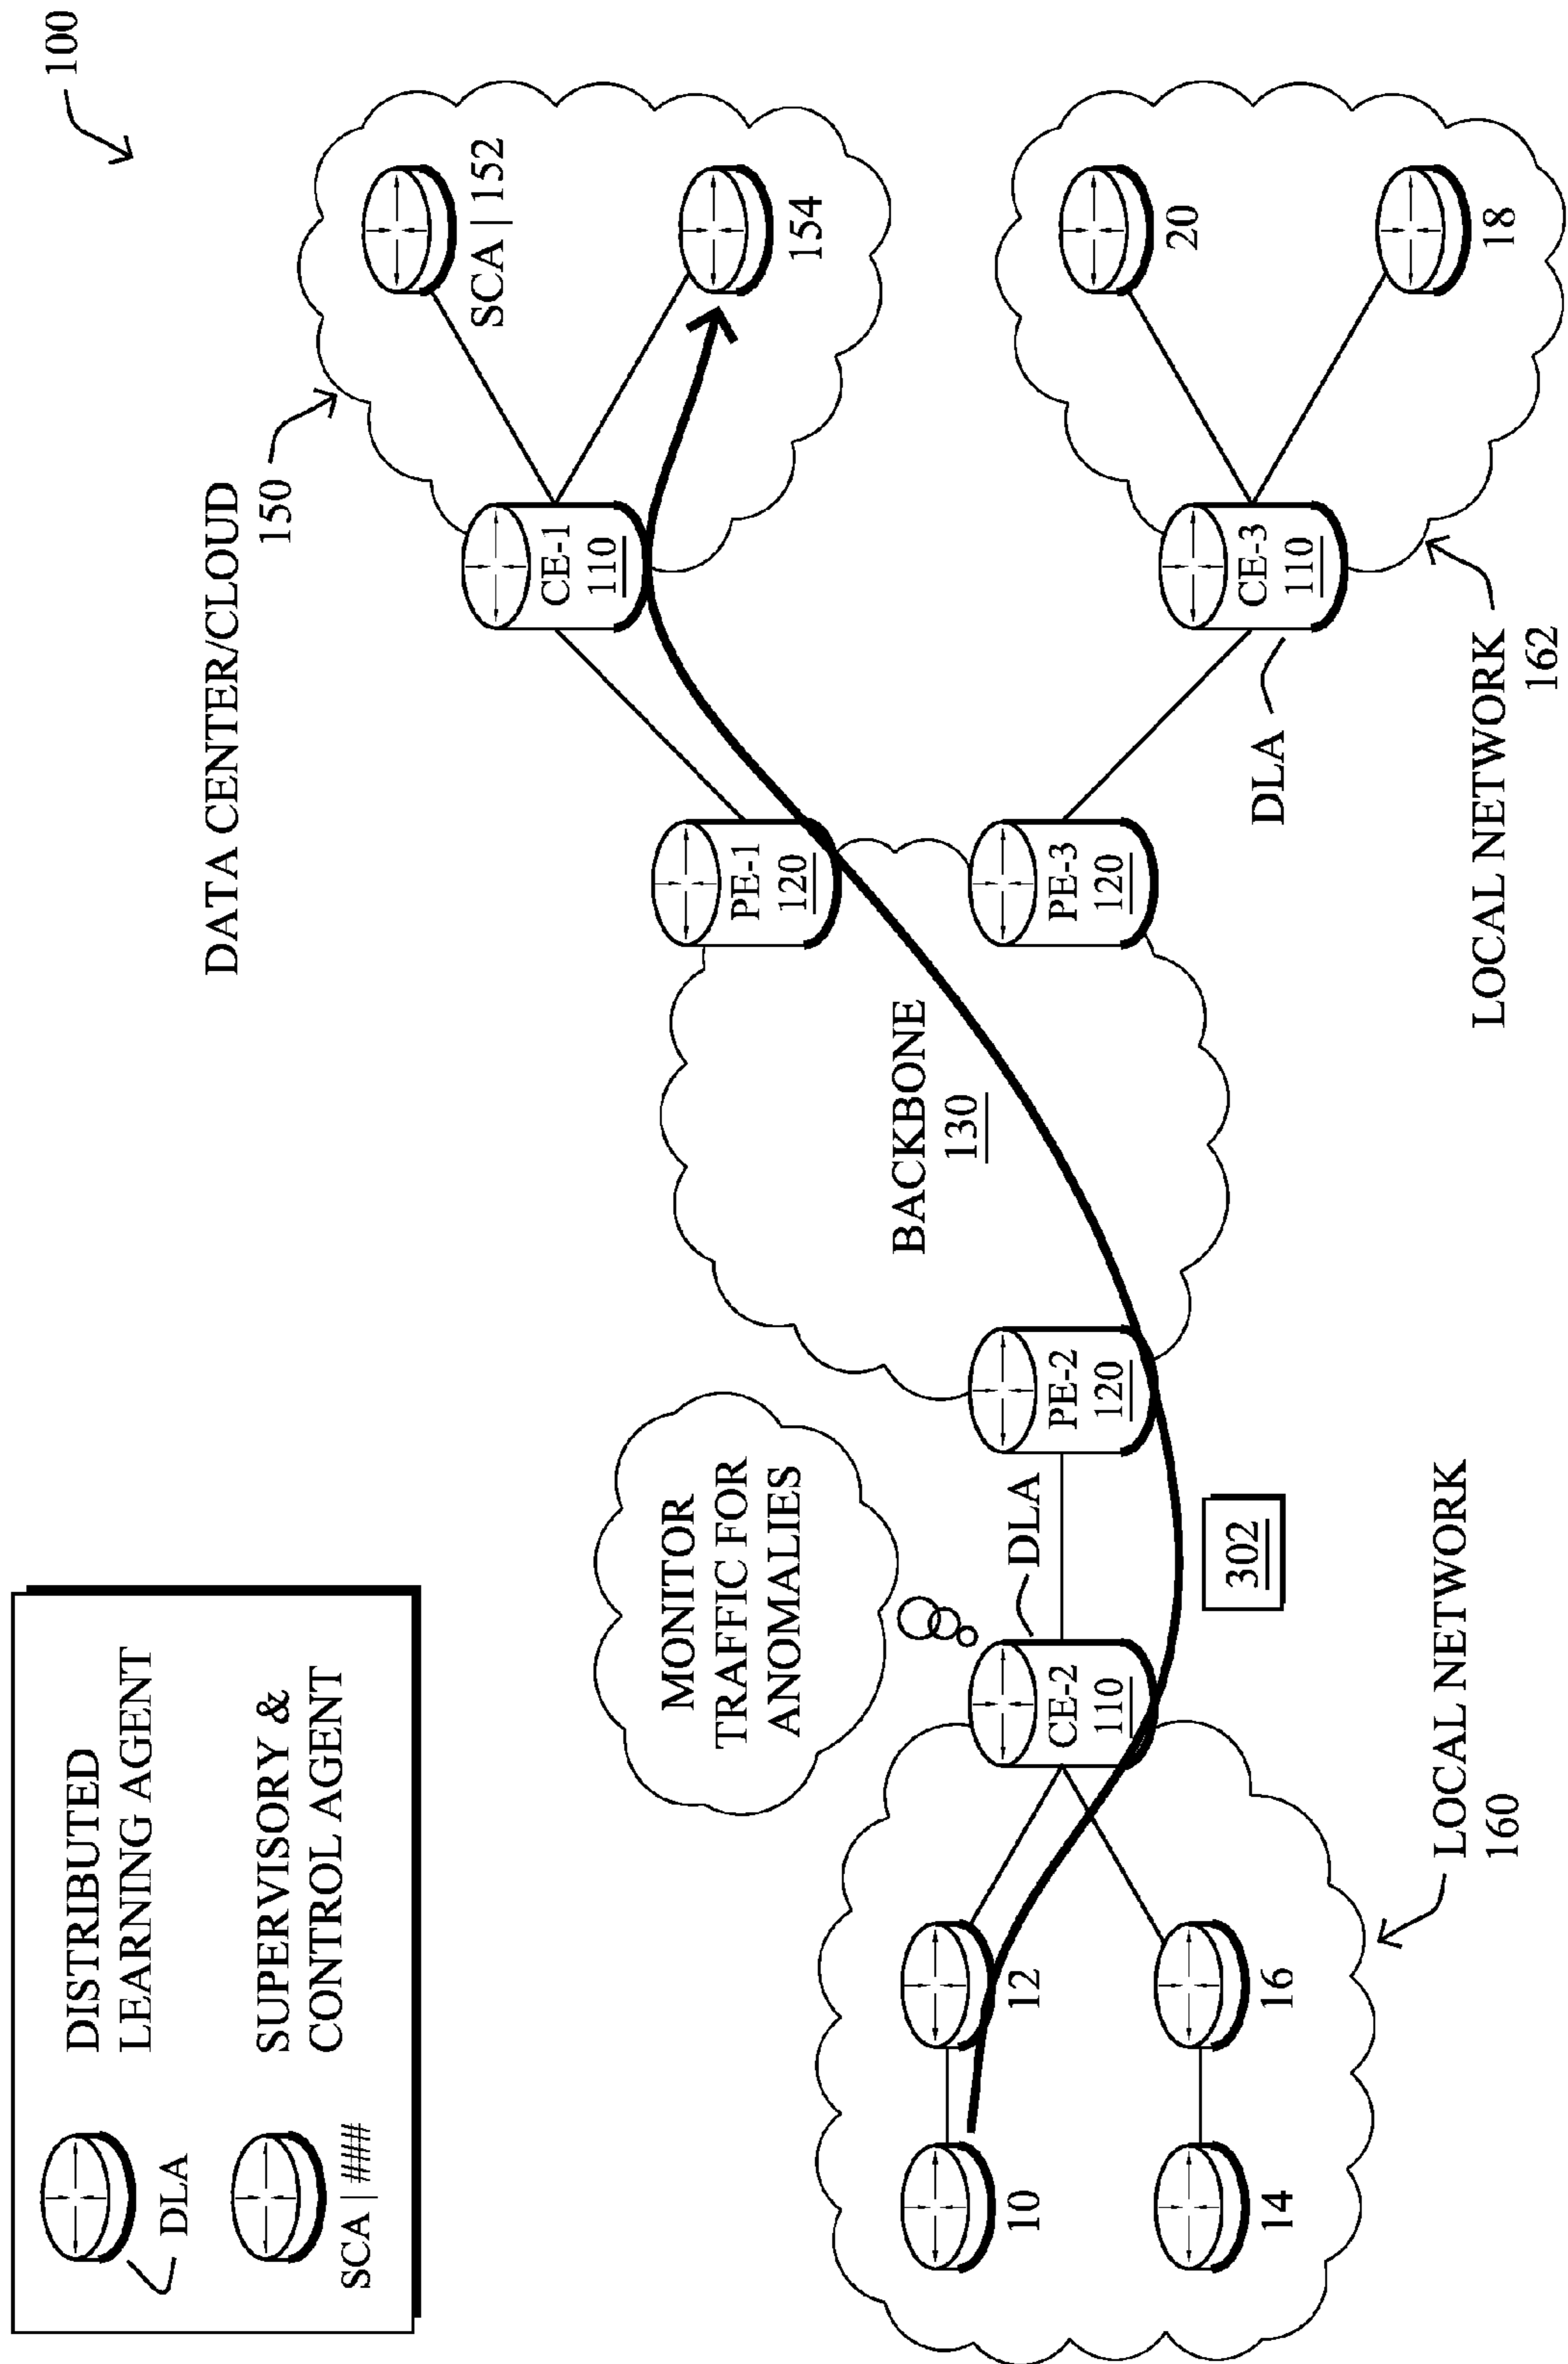 100
DISTRIBUTED
LEARNING AGENT
DLA
SUPERVISORY &
CONTROL AGENT
SCA | ###
DATA CENTER/CLOUD
150
SCA | 152
154
CE-1
110
PE-1
120
MONITOR
TRAFFIC FOR
ANOMALIES
BACKBONE
130
10
12
CE-2
110
DLA
PE-2
120
PE-3
120
20
18
CE-3
110
DLA
14
16
302
LOCAL NETWORK
160
LOCAL NETWORK
162